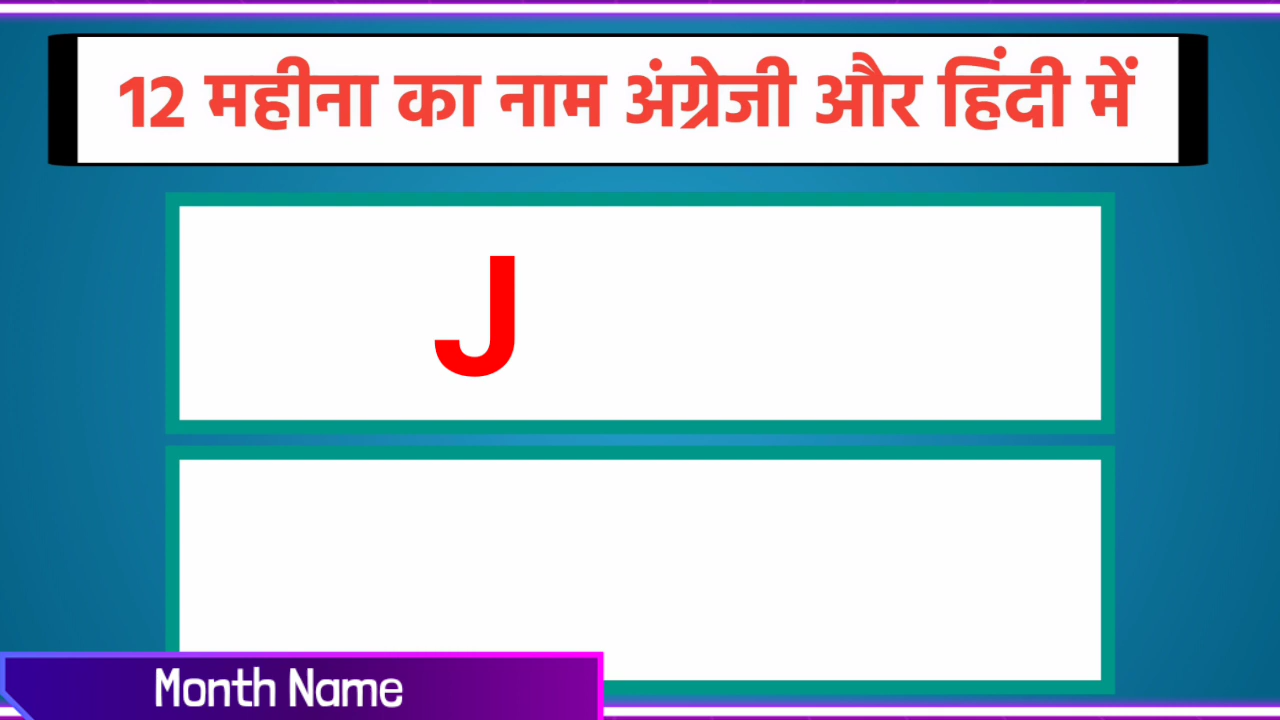 12 महीना का नाम अंग्रेजी और हिंदी में
J
Month Name